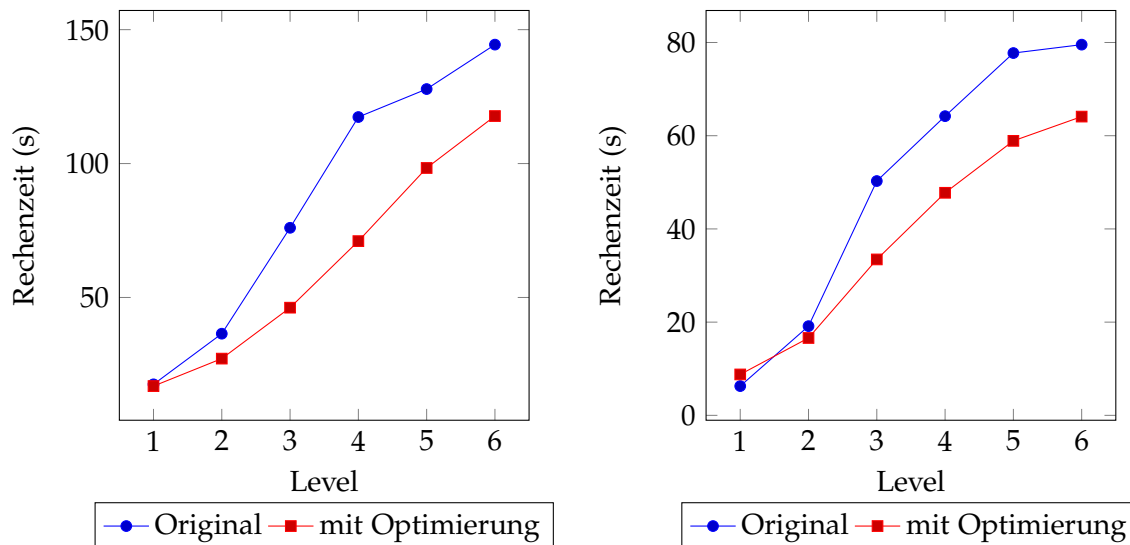 150
100
50
Rechenzeit (s)
1 2 3 4 5 6
Level
Original mit Optimierung
80
60
40
20
0
Rechenzeit (s)
1 2 3 4 5 6
Level
Original mit Optimierung